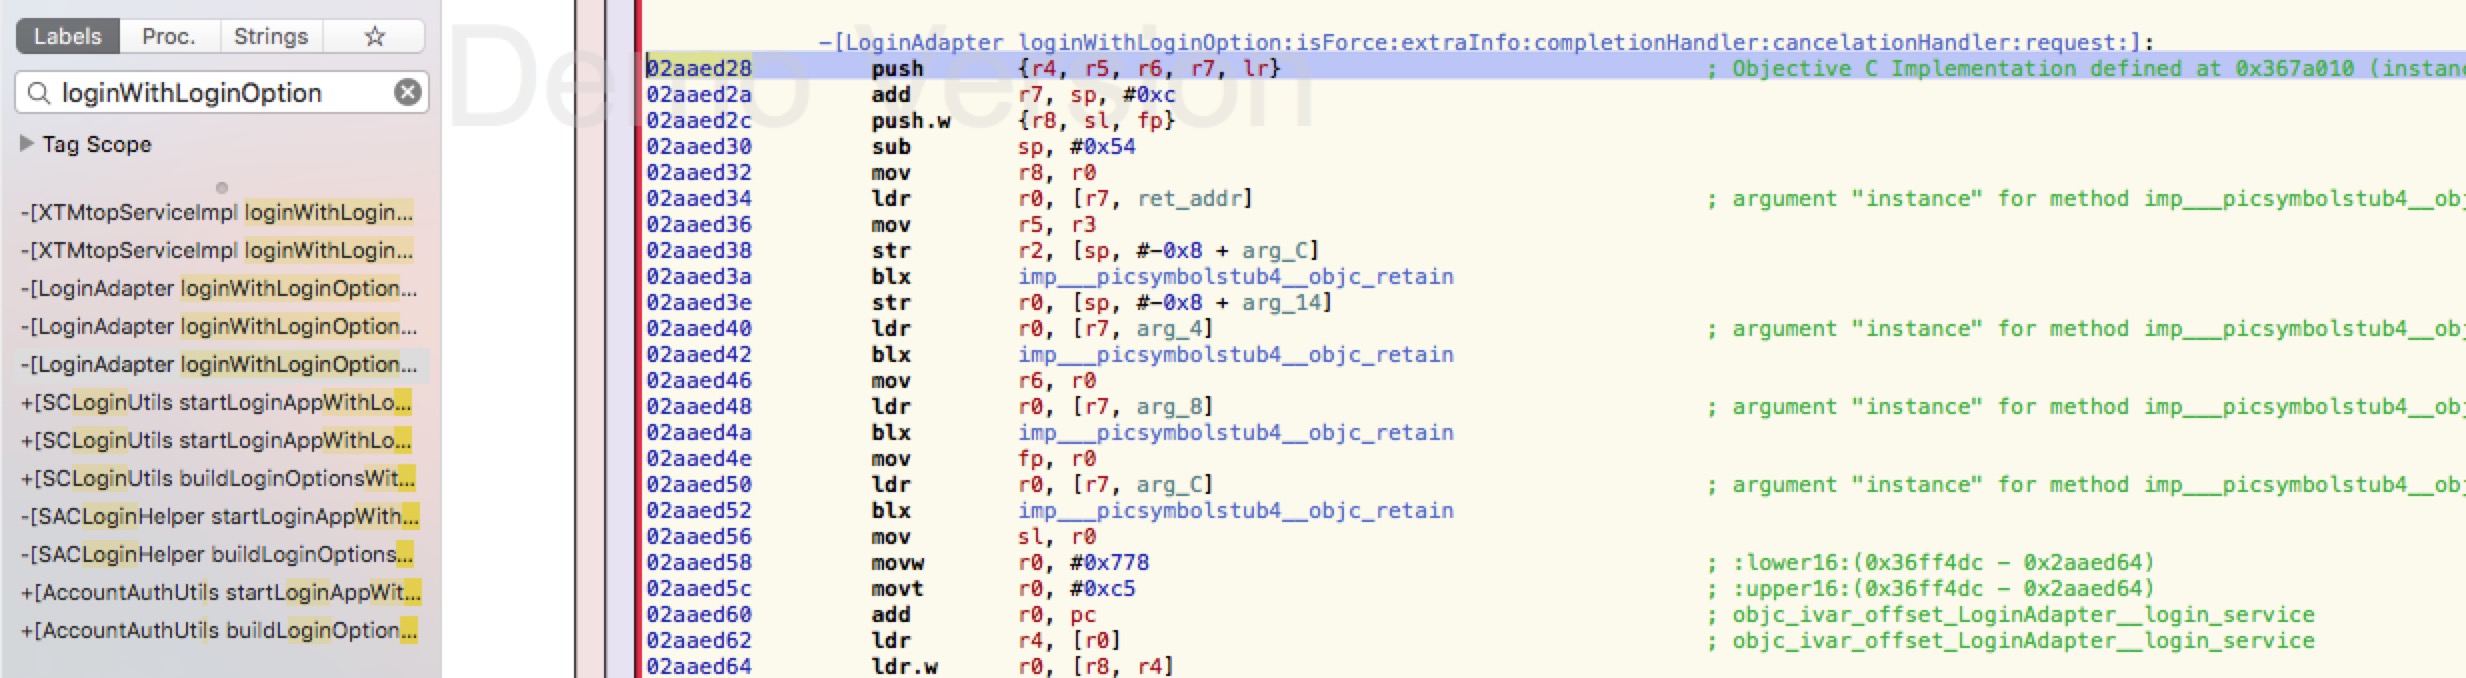 Labels Proc. Strings
loginWithLoginOption
Tag Scope
-[XTMtopServiceImpl loginWithLogin...
-[XTMtopServiceImpl loginWithLogin...
-[LoginAdapter loginWithLoginOption...
-[LoginAdapter loginWithLoginOption...
-[LoginAdapter loginWithLoginOption...
+[SCLoginUtils startLoginAppWithLo...
+[SCLoginUtils startLoginAppWithLo...
+[SCLoginUtils buildLoginOptionsWit...
-[SACLoginHelper startLoginAppWith...
-[SACLoginHelper buildLoginOptions...
+[AccountAuthUtils startLoginAppWit...
+[AccountAuthUtils buildLoginOption...
Demo Version
-[LoginAdapter loginWithLoginOption:isForce:extraInfo:completionHandler:cancelationHandler:request:]:
02aaed28 push {r4, r5, r6, r7, lr} ; Objective C Implementation defined at 0x367a010 (instanc
02aaed2a add r7, sp, #0xc
02aaed2c push.w {r8, sl, fp}
02aaed30 sub sp, #0x54
02aaed32 mov r8, r0
02aaed34 ldr r0, [r7, ret_addr] ; argument "instance" for method imp___picsymbolstub4__obj
02aaed36 mov r5, r3
02aaed38 str r2, [sp, #-0x8 + arg_C]
02aaed3a blx imp___picsymbolstub4__objc_retain
02aaed3e str r0, [sp, #-0x8 + arg_14]
02aaed40 ldr r0, [r7, arg_4] ; argument "instance" for method imp___picsymbolstub4__obj
02aaed42 blx imp___picsymbolstub4__objc_retain
02aaed46 mov r6, r0
02aaed48 ldr r0, [r7, arg_8] ; argument "instance" for method imp___picsymbolstub4__obj
02aaed4a blx imp___picsymbolstub4__objc_retain
02aaed4e mov fp, r0
02aaed50 ldr r0, [r7, arg_C] ; argument "instance" for method imp___picsymbolstub4__obj
02aaed52 blx imp___picsymbolstub4__objc_retain
02aaed56 mov sl, r0
02aaed58 movw r0, #0x778 ; :lower16:(0x36ff4dc - 0x2aaed64)
02aaed5c movt r0, #0xc5 ; :upper16:(0x36ff4dc - 0x2aaed64)
02aaed60 add r0, pc ; objc_ivar_offset_LoginAdapter__login_service
02aaed62 ldr r4, [r0] ; objc_ivar_offset_LoginAdapter__login_service
02aaed64 ldr.w r0, [r8, r4]